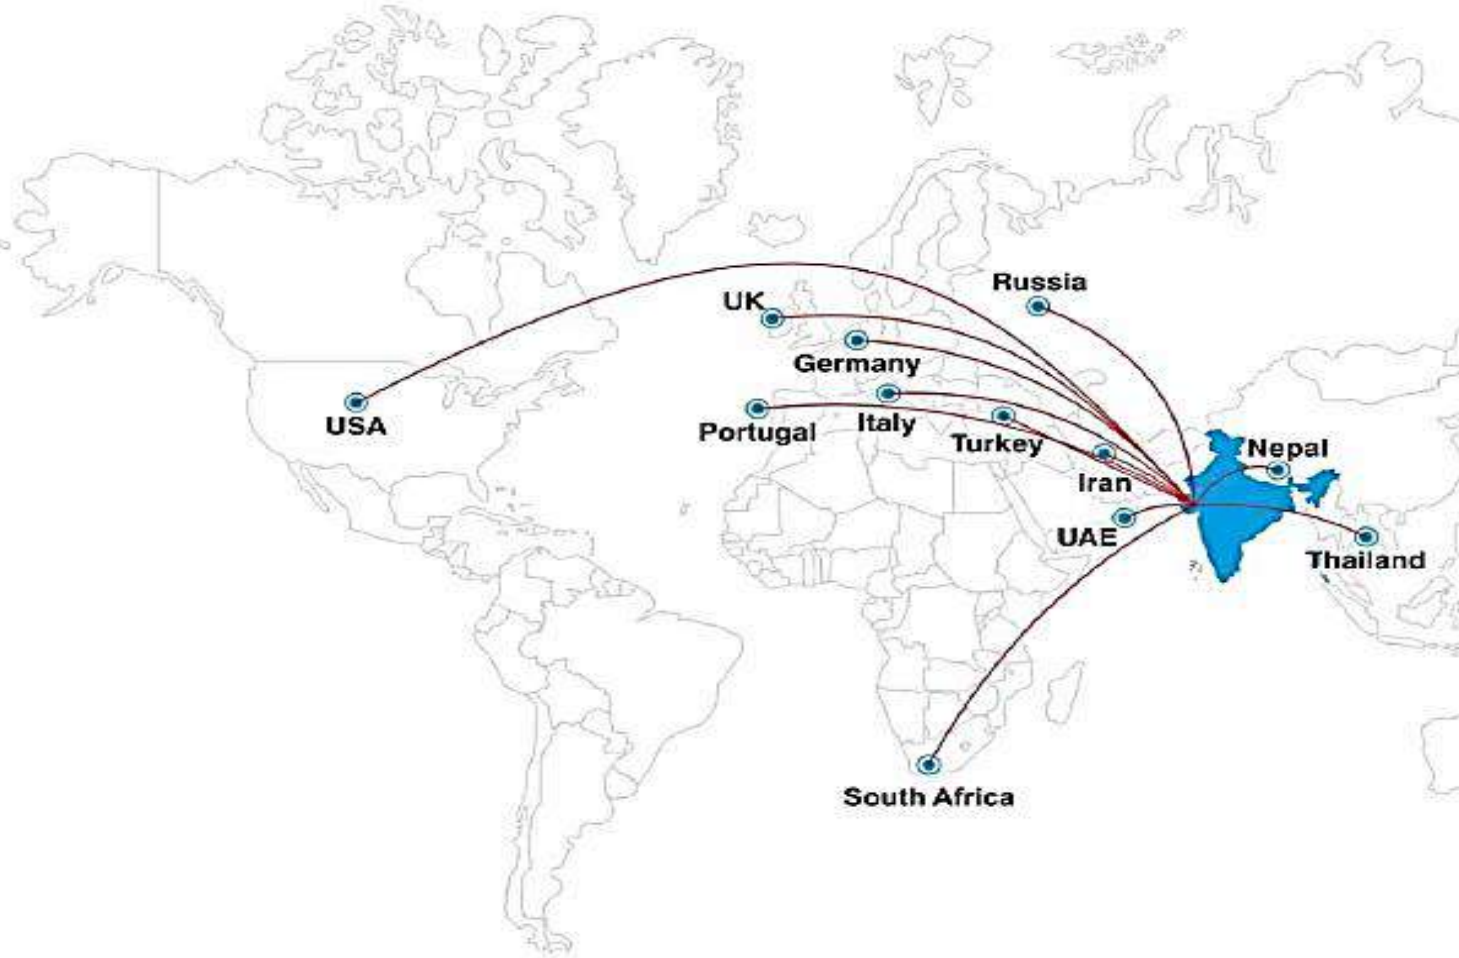 Russia
UK
Germany
USA
Portugal
Italy
Turkey
Nepal
Iran
UAE
Thailand
South Africa